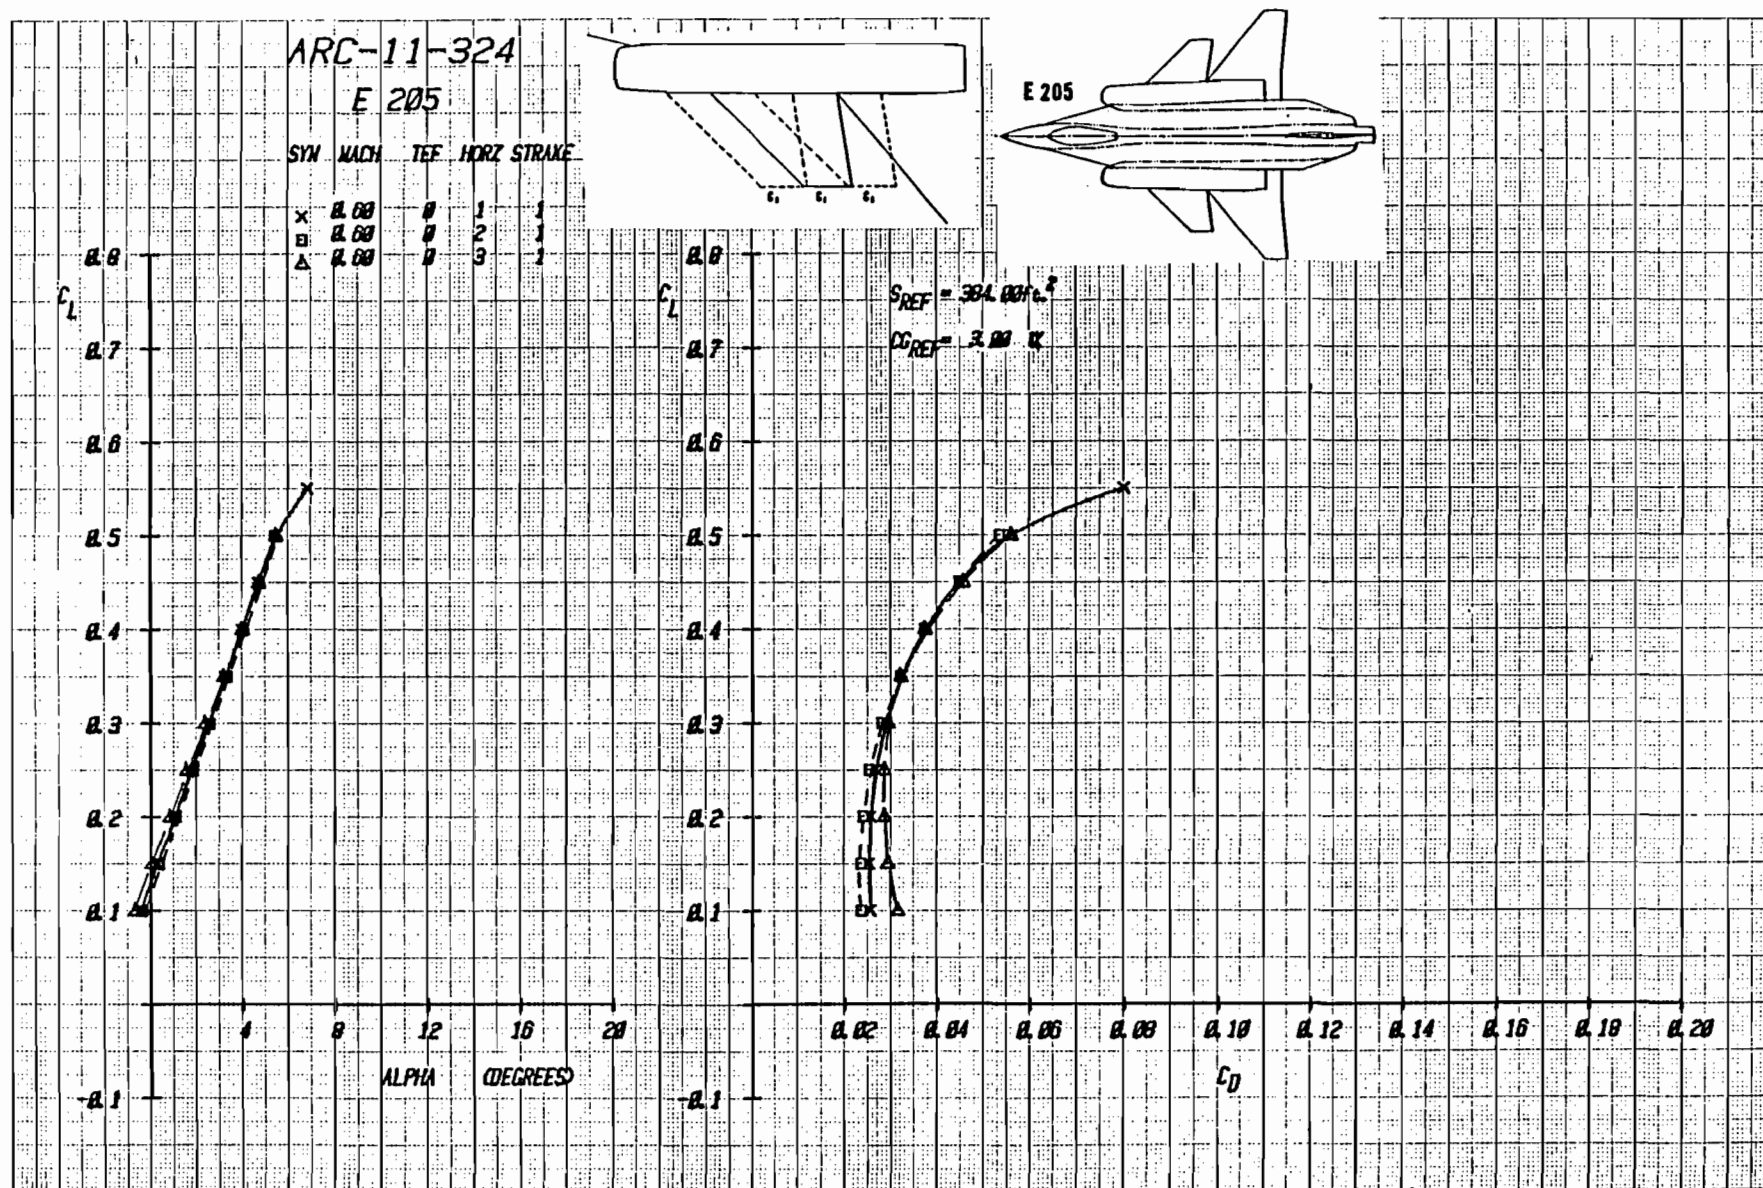 ARC-11-324
E 205
SYM MACH TEF HORZ STRAKE
× 0.60 0 1 1
□ 0.60 0 2 1
△ 0.60 0 3 1
E 205
0.8
C_L
0.7
0.6
0.5
0.4
0.3
0.2
0.1
-0.1
4 8 12 16 20
ALPHA (DEGREES)
0.8
C_L
S_REF = 384.00ft.²
CG_REF = 3.00
0.7
0.6
0.5
0.4
0.3
0.2
0.1
-0.1
0.02 0.04 0.06 0.08 0.10 0.12 0.14 0.16 0.18 0.20
C_D